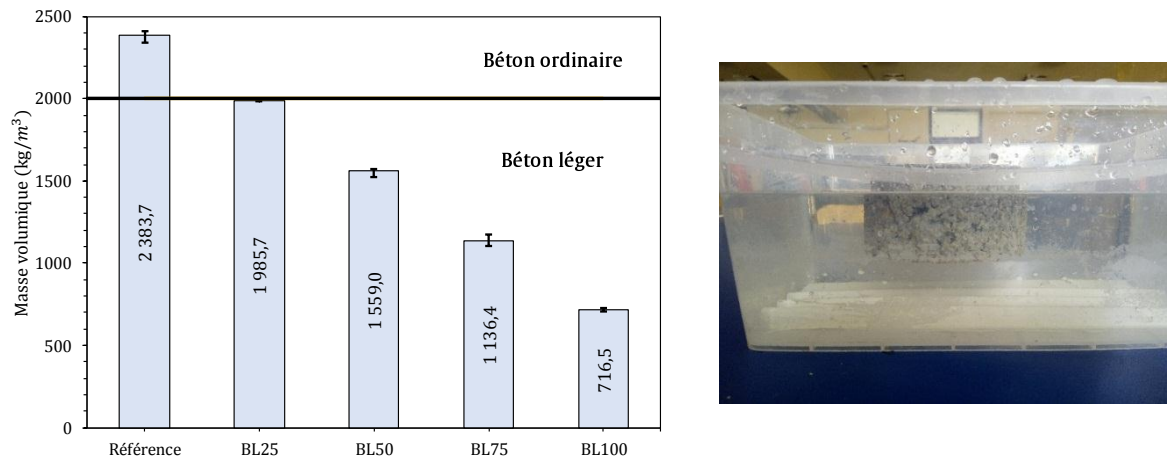 Masse volumique (kg/m³)
2500
2000
1500
1000
500
0
Béton ordinaire
Béton léger
2 383,7
1 985,7
1 559,0
1 136,4
716,5
Référence
BL25
BL50
BL75
BL100